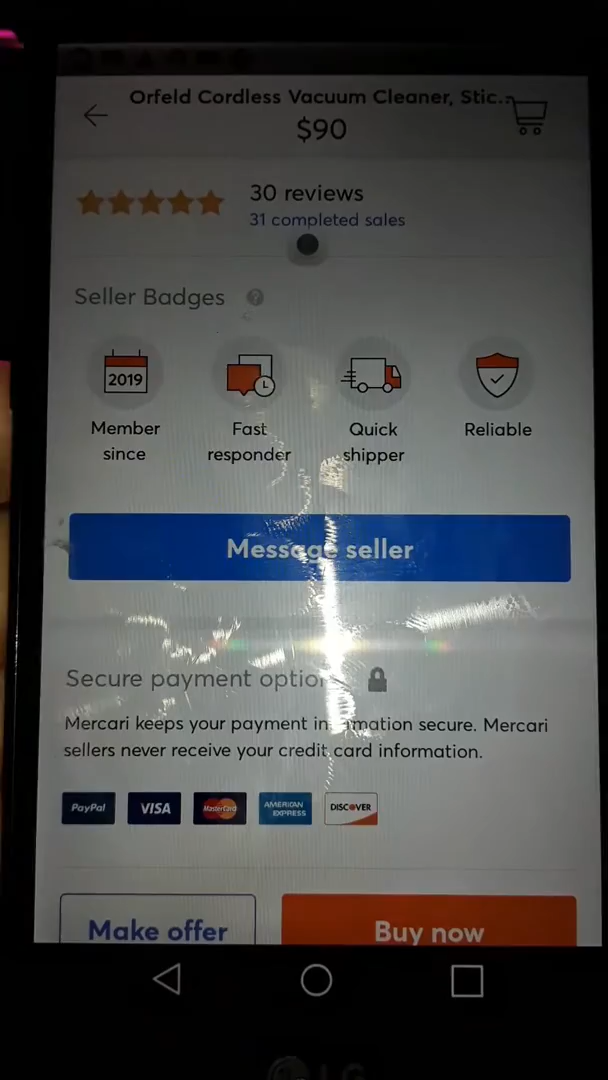 Orfeld Cordless Vacuum Cleaner, Stic...
$90
30 reviews
31 completed sales
Seller Badges ?
2019
Member since
Fast responder
Quick shipper
Reliable
Message seller
Secure payment options
Mercari keeps your payment information secure. Mercari
sellers never receive your credit card information.
PayPal
VISA
MasterCard
AMERICAN EXPRESS
DISCOVER
Make offer
Buy now
LG